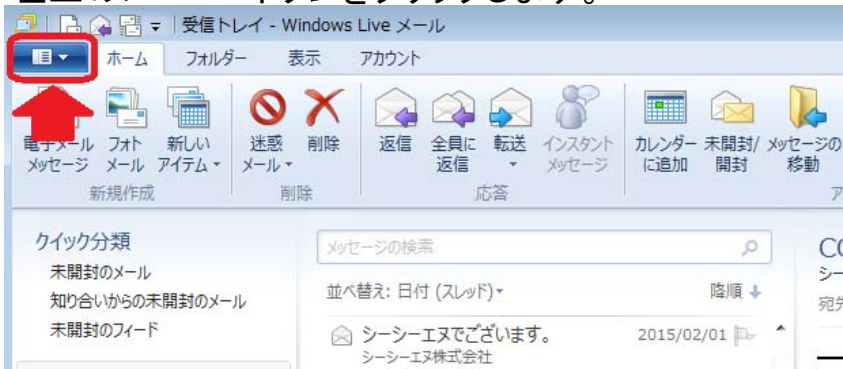 受信トレイ - Windows Live メール
ホーム フォルダー 表示 アカウント
電子メール フォト 新しい 迷惑 削除 返信 全員に 転送 インスタント カレンダー 未開封/ メッセージの
メッセージ メール アイテム メール 返信 メッセージ に追加 開封 移動
新規作成 削除 応答 ア
クイック分類
メッセージの検索
未開封のメール
知り合いからの未開封のメール
並べ替え: 日付 (スレッド) 降順
未開封のフィード
シーシーエヌでございます。 2015/02/01
シーシーエヌ株式会社
シー
宛先